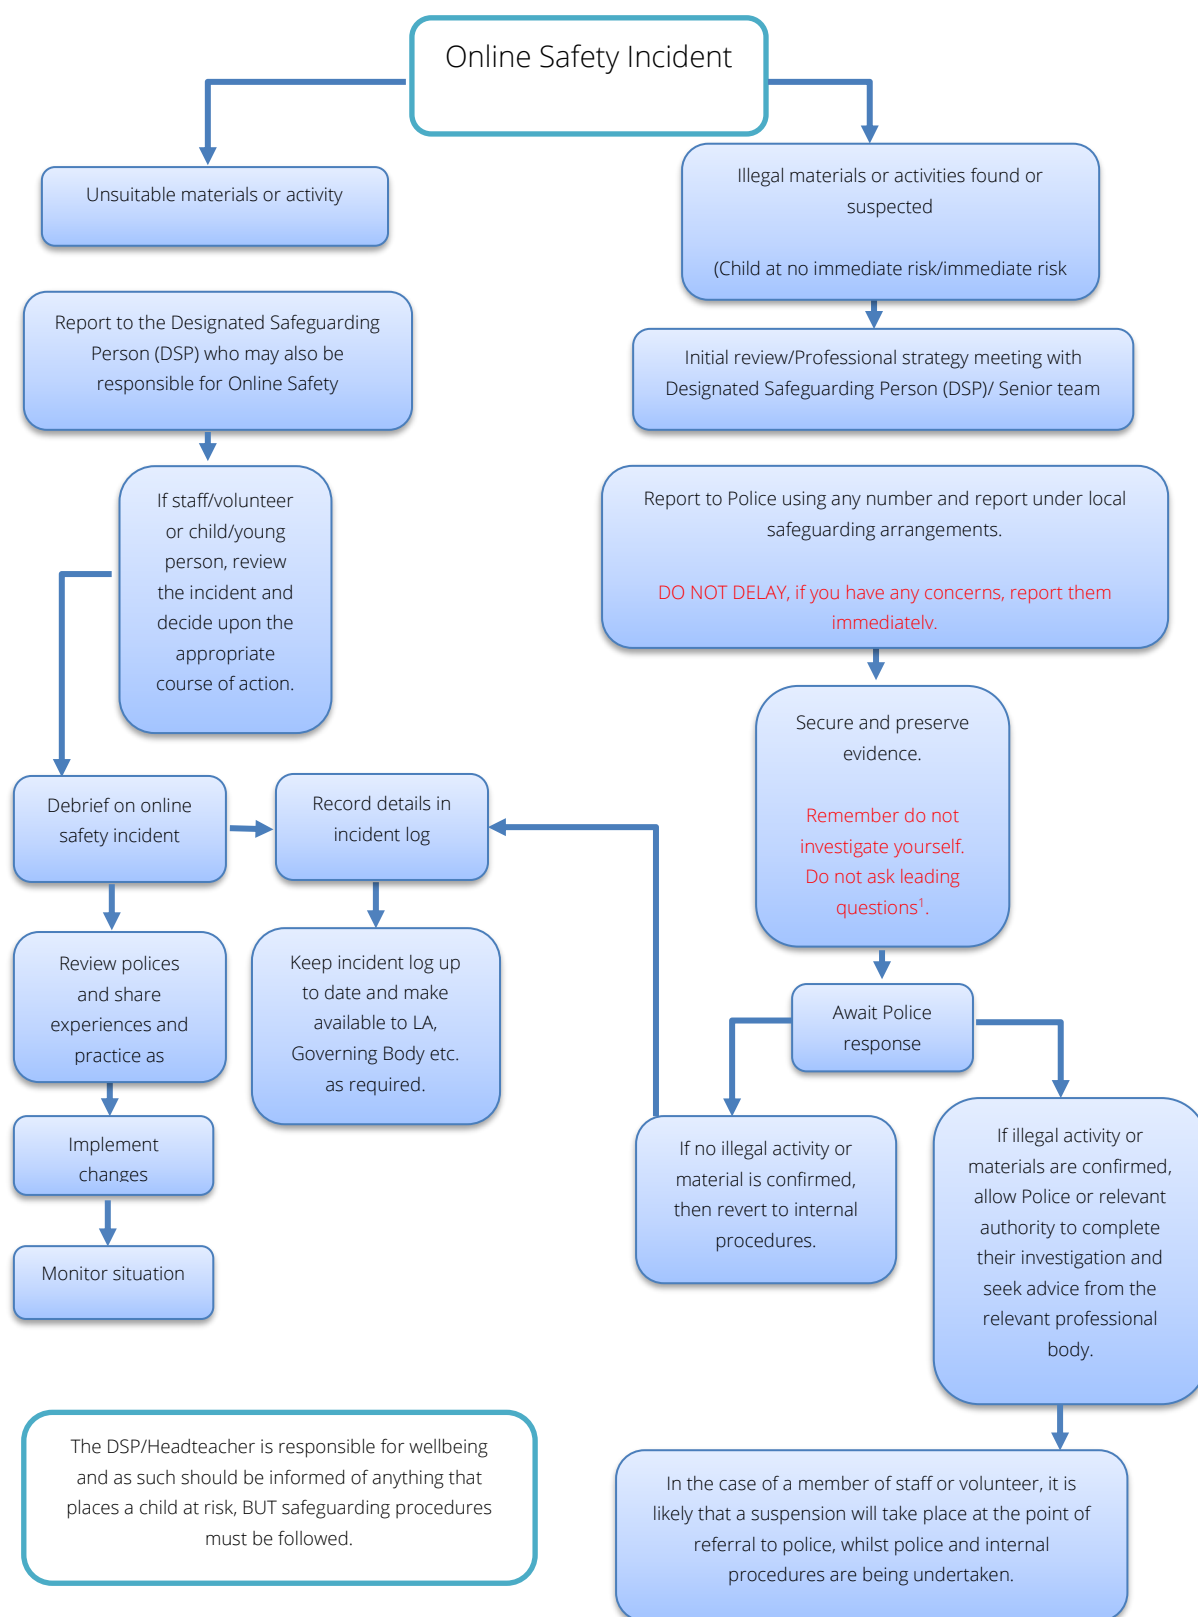 Online Safety Incident
Unsuitable materials or activity
Illegal materials or activities found or
suspected
(Child at no immediate risk/immediate risk
Report to the Designated Safeguarding
Person (DSP) who may also be
responsible for Online Safety
Initial review/Professional strategy meeting with
Designated Safeguarding Person (DSP)/ Senior team
If staff/volunteer
or child/young
person, review
the incident and
decide upon the
appropriate
course of action.
Report to Police using any number and report under local
safeguarding arrangements.
DO NOT DELAY, if you have any concerns, report them
immediately.
Secure and preserve
evidence.
Remember do not
investigate yourself.
Do not ask leading
questions¹.
Debrief on online
safety incident
Record details in
incident log
Review polices
and share
experiences and
practice as
Keep incident log up
to date and make
available to LA,
Governing Body etc.
as required.
Await Police
response
Implement
changes
Monitor situation
If no illegal activity or
material is confirmed,
then revert to internal
procedures.
If illegal activity or
materials are confirmed,
allow Police or relevant
authority to complete
their investigation and
seek advice from the
relevant professional
body.
The DSP/Headteacher is responsible for wellbeing
and as such should be informed of anything that
places a child at risk, BUT safeguarding procedures
must be followed.
In the case of a member of staff or volunteer, it is
likely that a suspension will take place at the point of
referral to police, whilst police and internal
procedures are being undertaken.